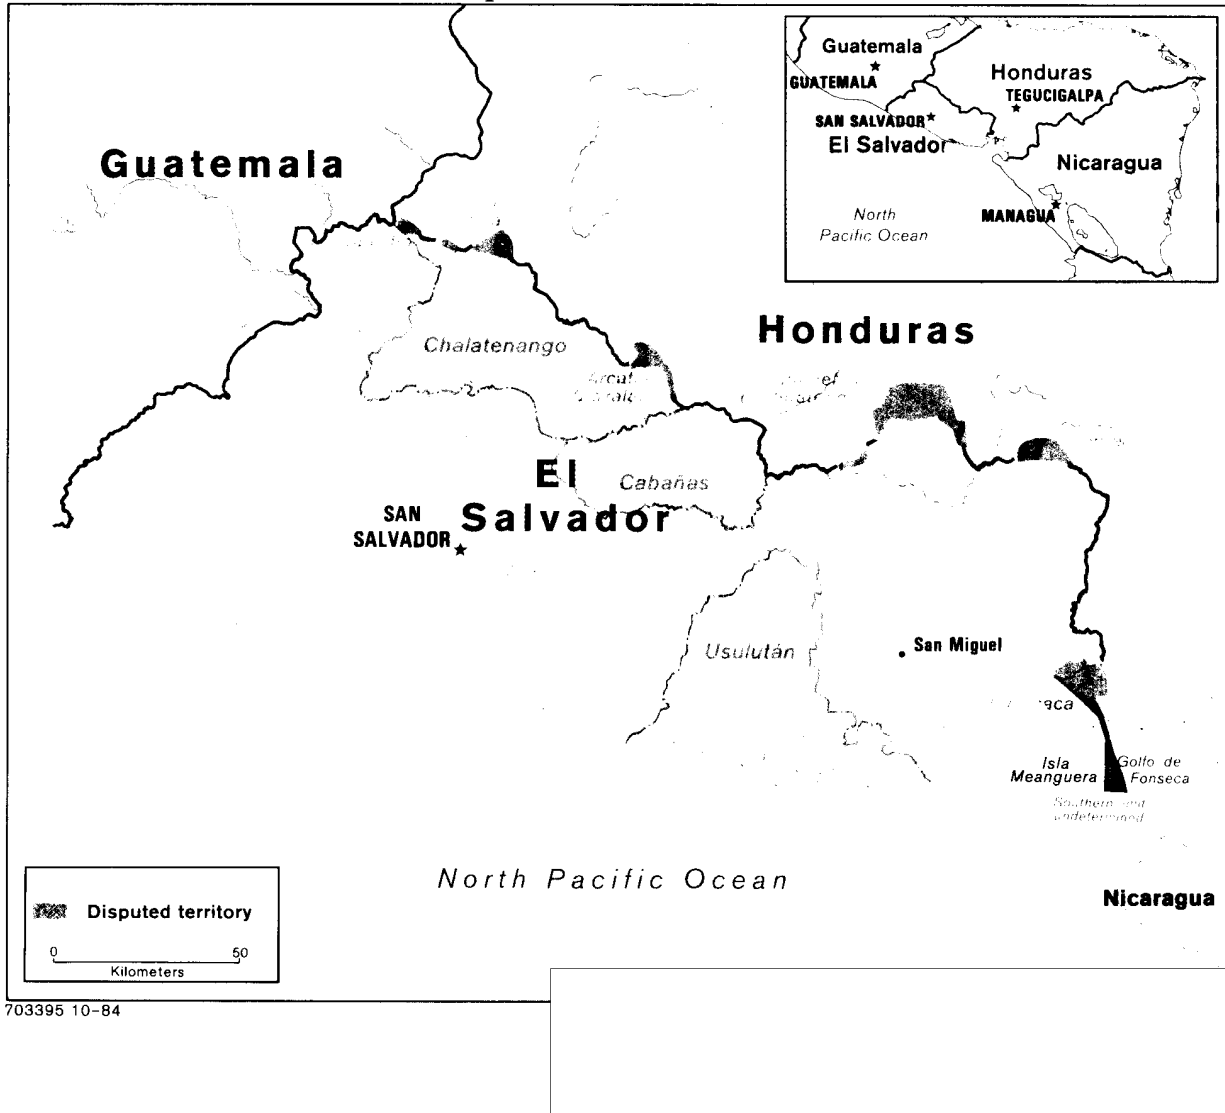 Guatemala
Honduras
El
Salvador
SAN
SALVADOR
Chalatenango
Cabañas
Usulután
San Miguel
Isla
Meanguera
Golfo de
Fonseca
Southern
undetermined
North Pacific Ocean
Nicaragua
Guatemala
GUATEMALA
Honduras
TEGUCIGALPA
SAN SALVADOR
El Salvador
Nicaragua
MANAGUA
North
Pacific Ocean
Disputed territory
0 50
Kilometers
703395 10-84